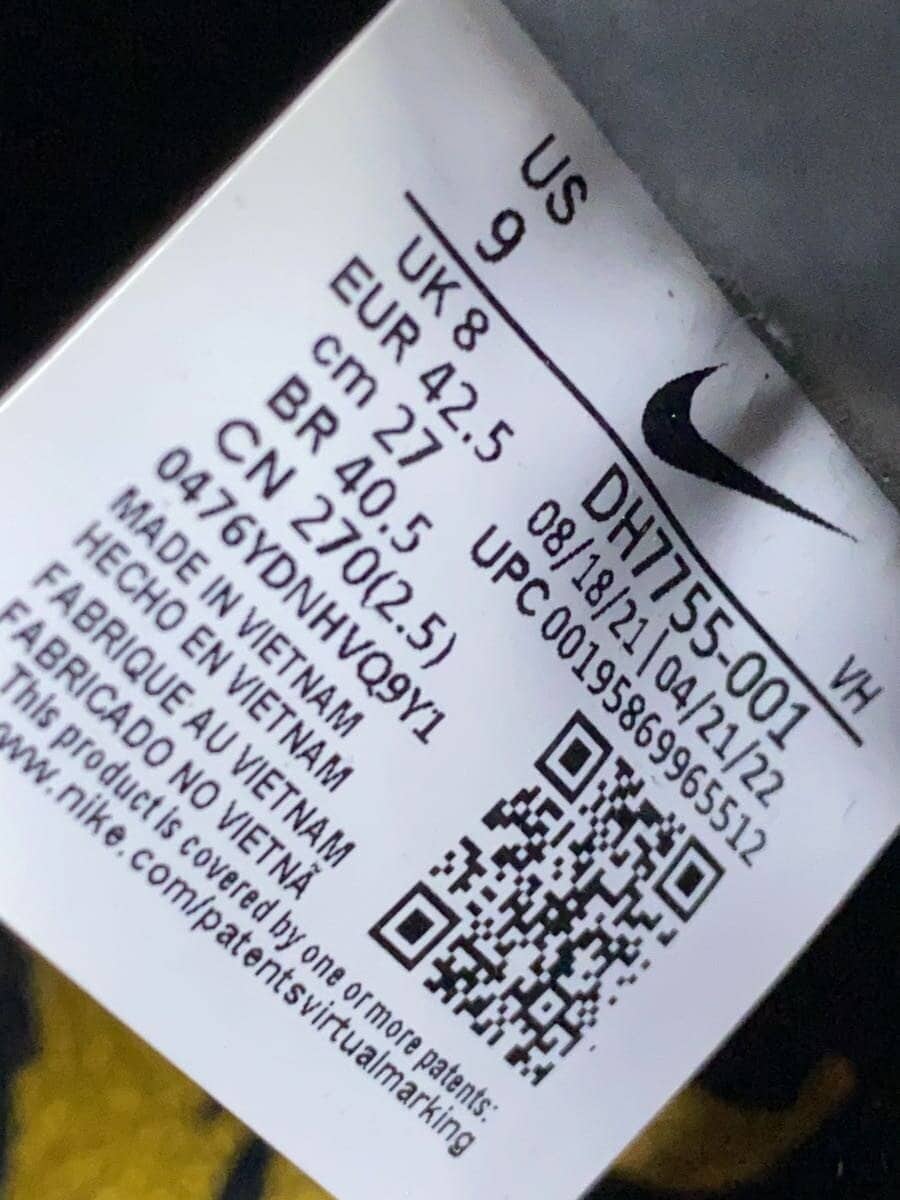 US
9
VH
UK 8
EUR 42.5
cm 27
BR 40.5
CN 270(2.5)
DH7755-001
08/18/21|04/21/22
UPC 00195869965512
0476YDNHVQ9Y1
MADE IN VIETNAM
HECHO EN VIETNAM
FABRIQUE AU VIETNAM
FABRICADO NO VIETNÃ
This product is covered by one or more patents:
www.nike.com/patentsvirtualmarking